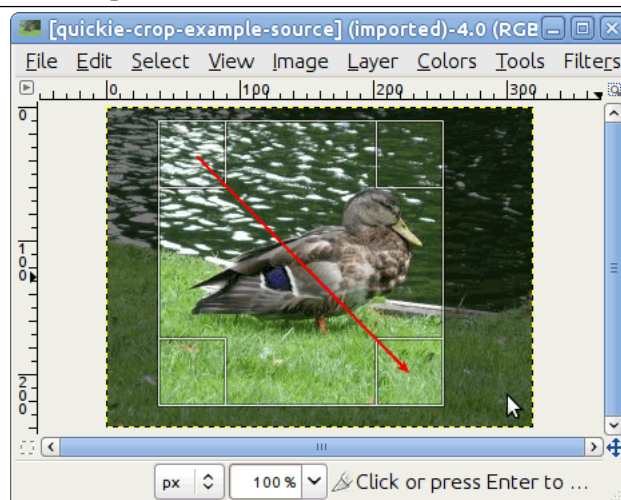 [quickie-crop-example-source] (imported)-4.0 (RGB
File Edit Select View Image Layer Colors Tools Filters
0 100 200 300
0
100
200
px 100 % Click or press Enter to …